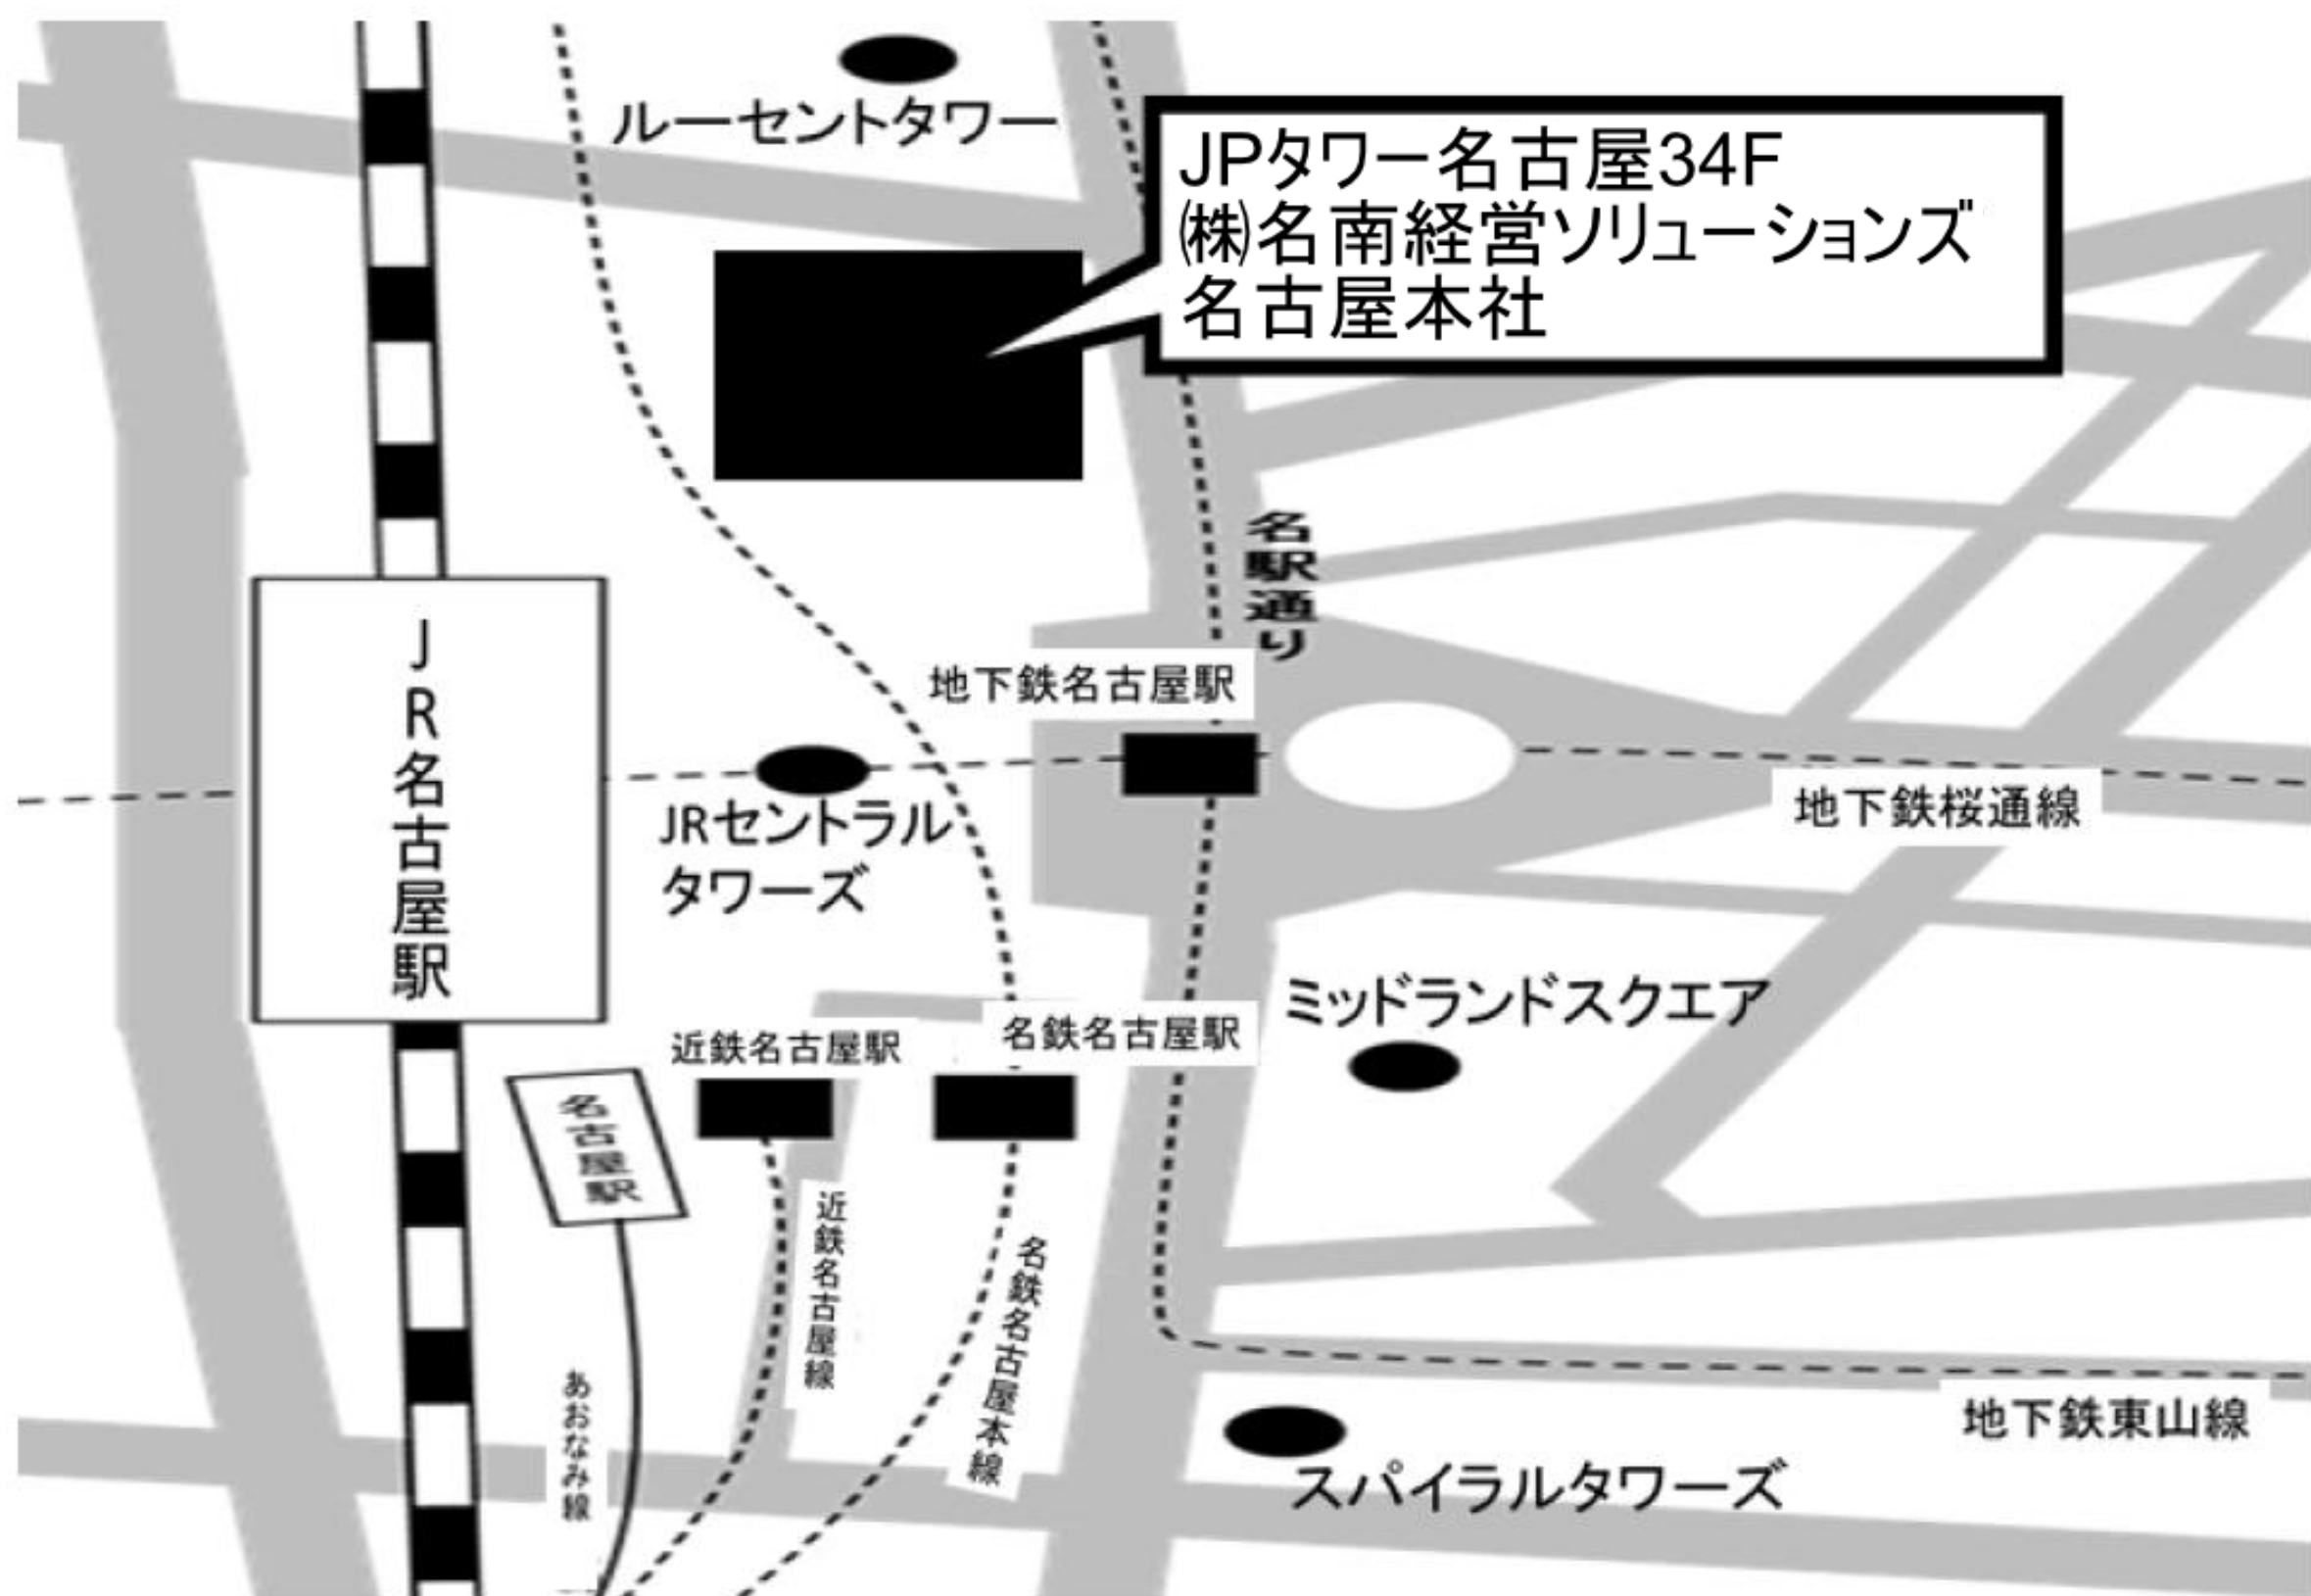 ルーセントタワー
JPタワー名古屋34F
㈱名南経営ソリューションズ
名古屋本社
名駅通り
JR名古屋駅
地下鉄名古屋駅
JRセントラル
タワーズ
地下鉄桜通線
ミッドランドスクエア
近鉄名古屋駅
名鉄名古屋駅
名古屋駅
近鉄名古屋線
名鉄名古屋本線
あおなみ線
地下鉄東山線
スパイラルタワーズ